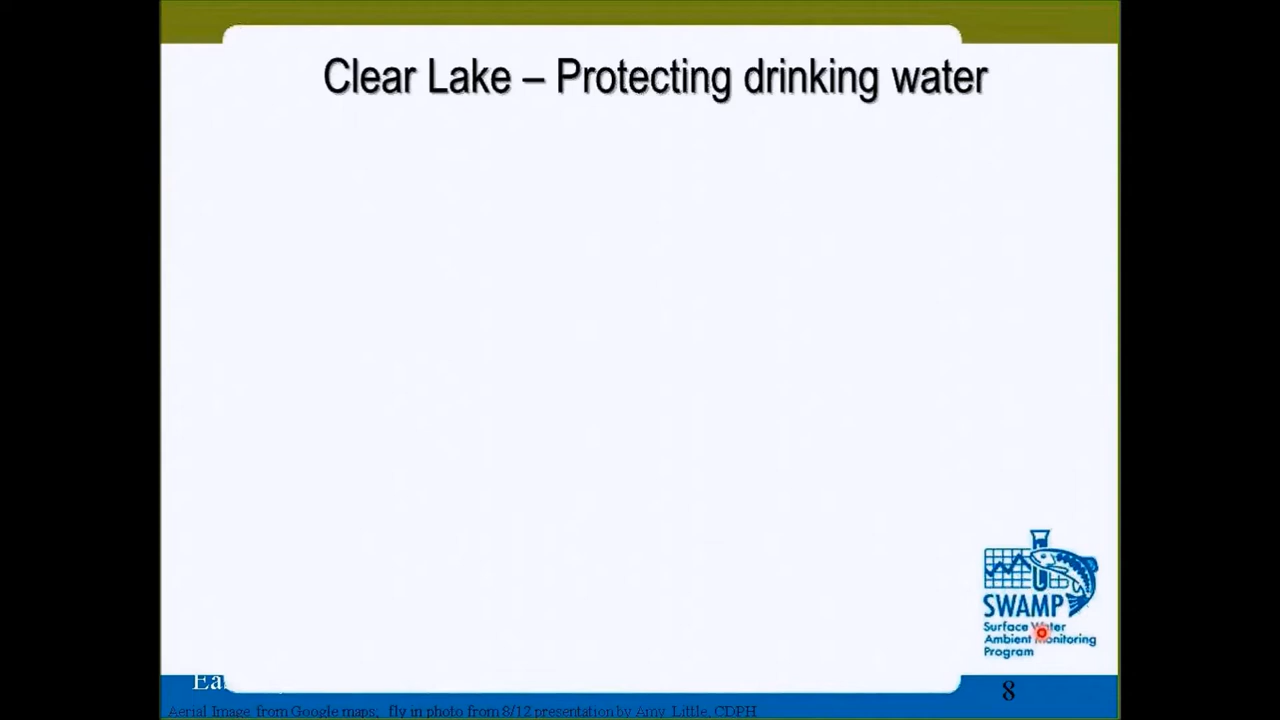 Clear Lake – Protecting drinking water
SWAMP
Surface Water
Ambient Monitoring
Program
8
Aerial Image from Google maps; fly in photo from 8/12 presentation by Amy Little, CDPH